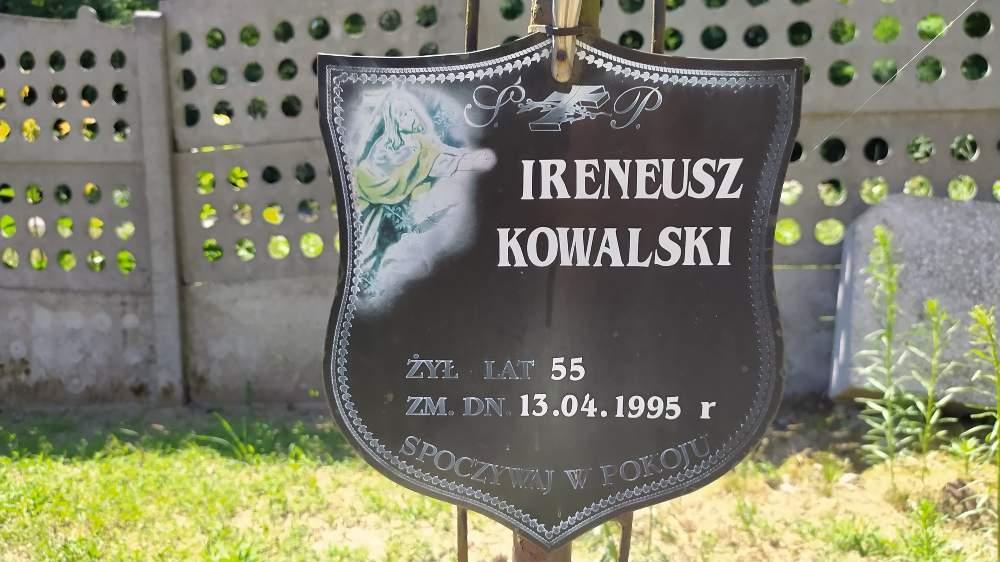 Ś. P.
IRENEUSZ
KOWALSKI
ŻYŁ LAT 55
ZM. DN. 13.04.1995 r
SPOCZYWAJ W POKOJU